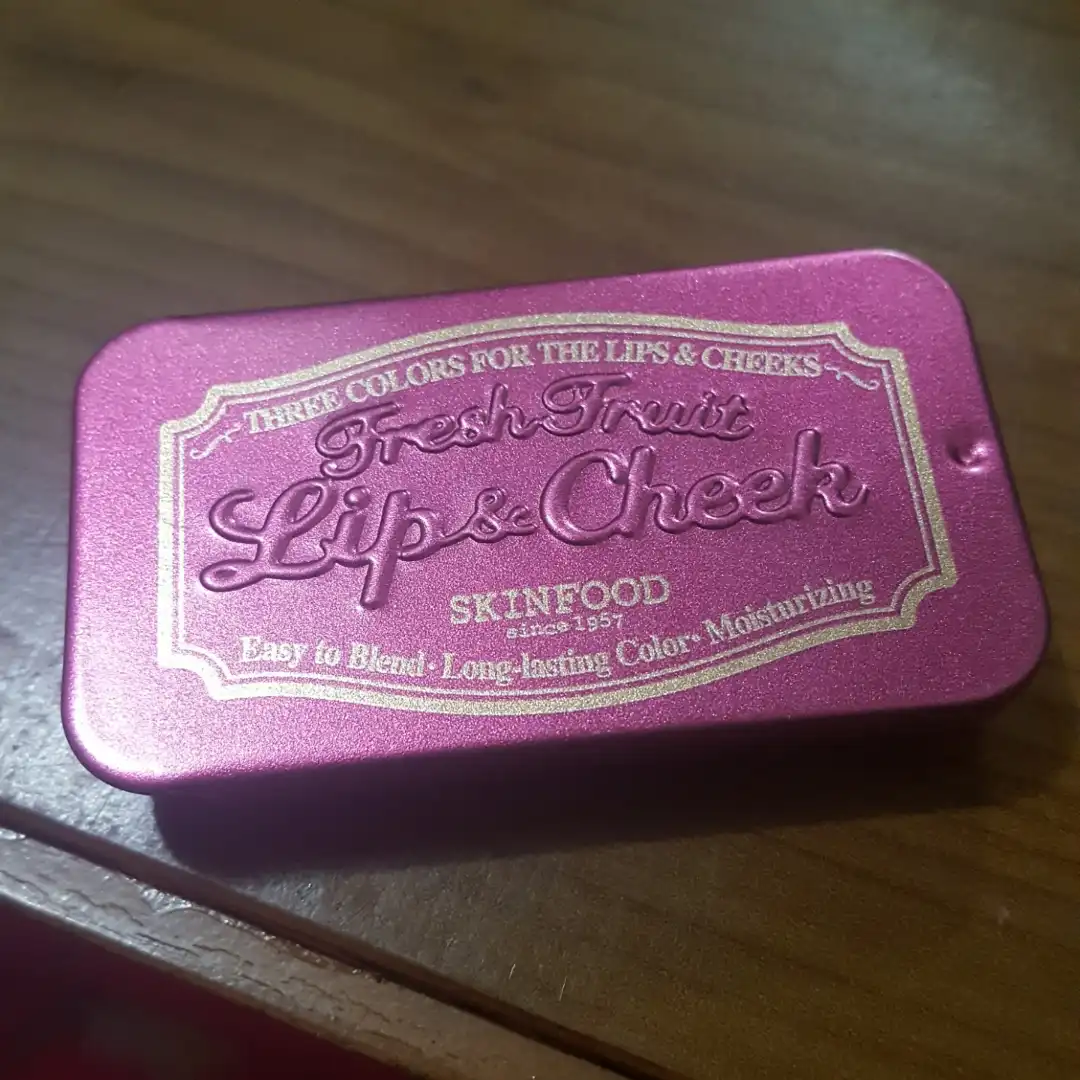 THREE COLORS FOR THE LIPS & CHEEKS
Fresh Fruit
Lip & Cheek
SKINFOOD
since 1957
Easy to Blend · Long-lasting Color · Moisturizing